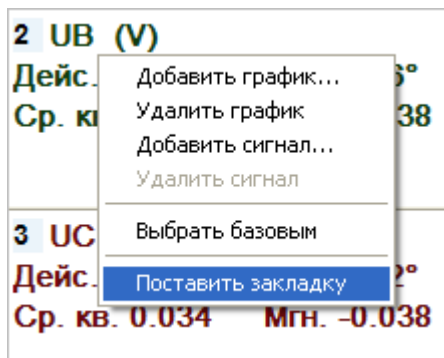 2 UB (V)
Дейс. 6°
Ср. 38
Добавить график...
Удалить график
Добавить сигнал...
Удалить сигнал
Выбрать базовым
Поставить закладку
3 UC
Дейс. 2°
Ср. кв. 0.034 Мгн. -0.038